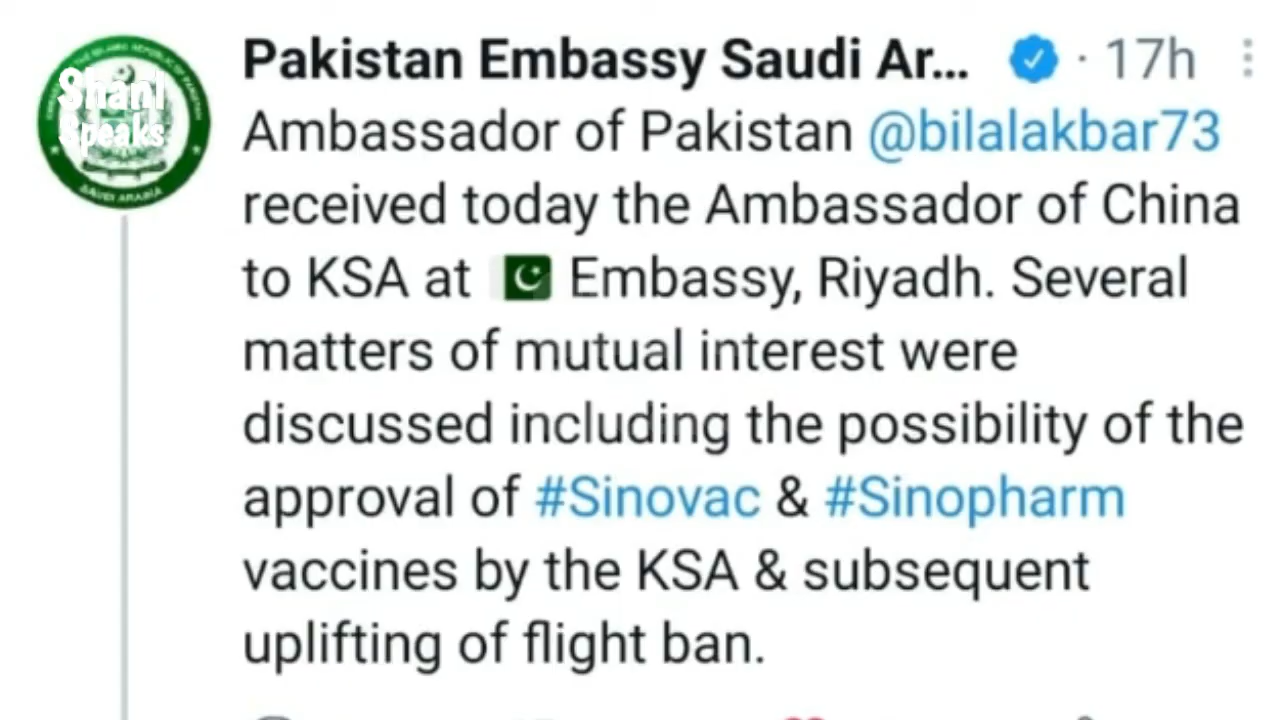 Pakistan Embassy Saudi Ar... · 17h
Shani
Speaks
SAUDI ARABIA
Ambassador of Pakistan @bilalakbar73
received today the Ambassador of China
to KSA at 🇵🇰 Embassy, Riyadh. Several
matters of mutual interest were
discussed including the possibility of the
approval of #Sinovac & #Sinopharm
vaccines by the KSA & subsequent
uplifting of flight ban.